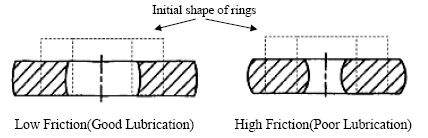 Initial shape of rings
Low Friction(Good Lubrication)
High Friction(Poor Lubrication)